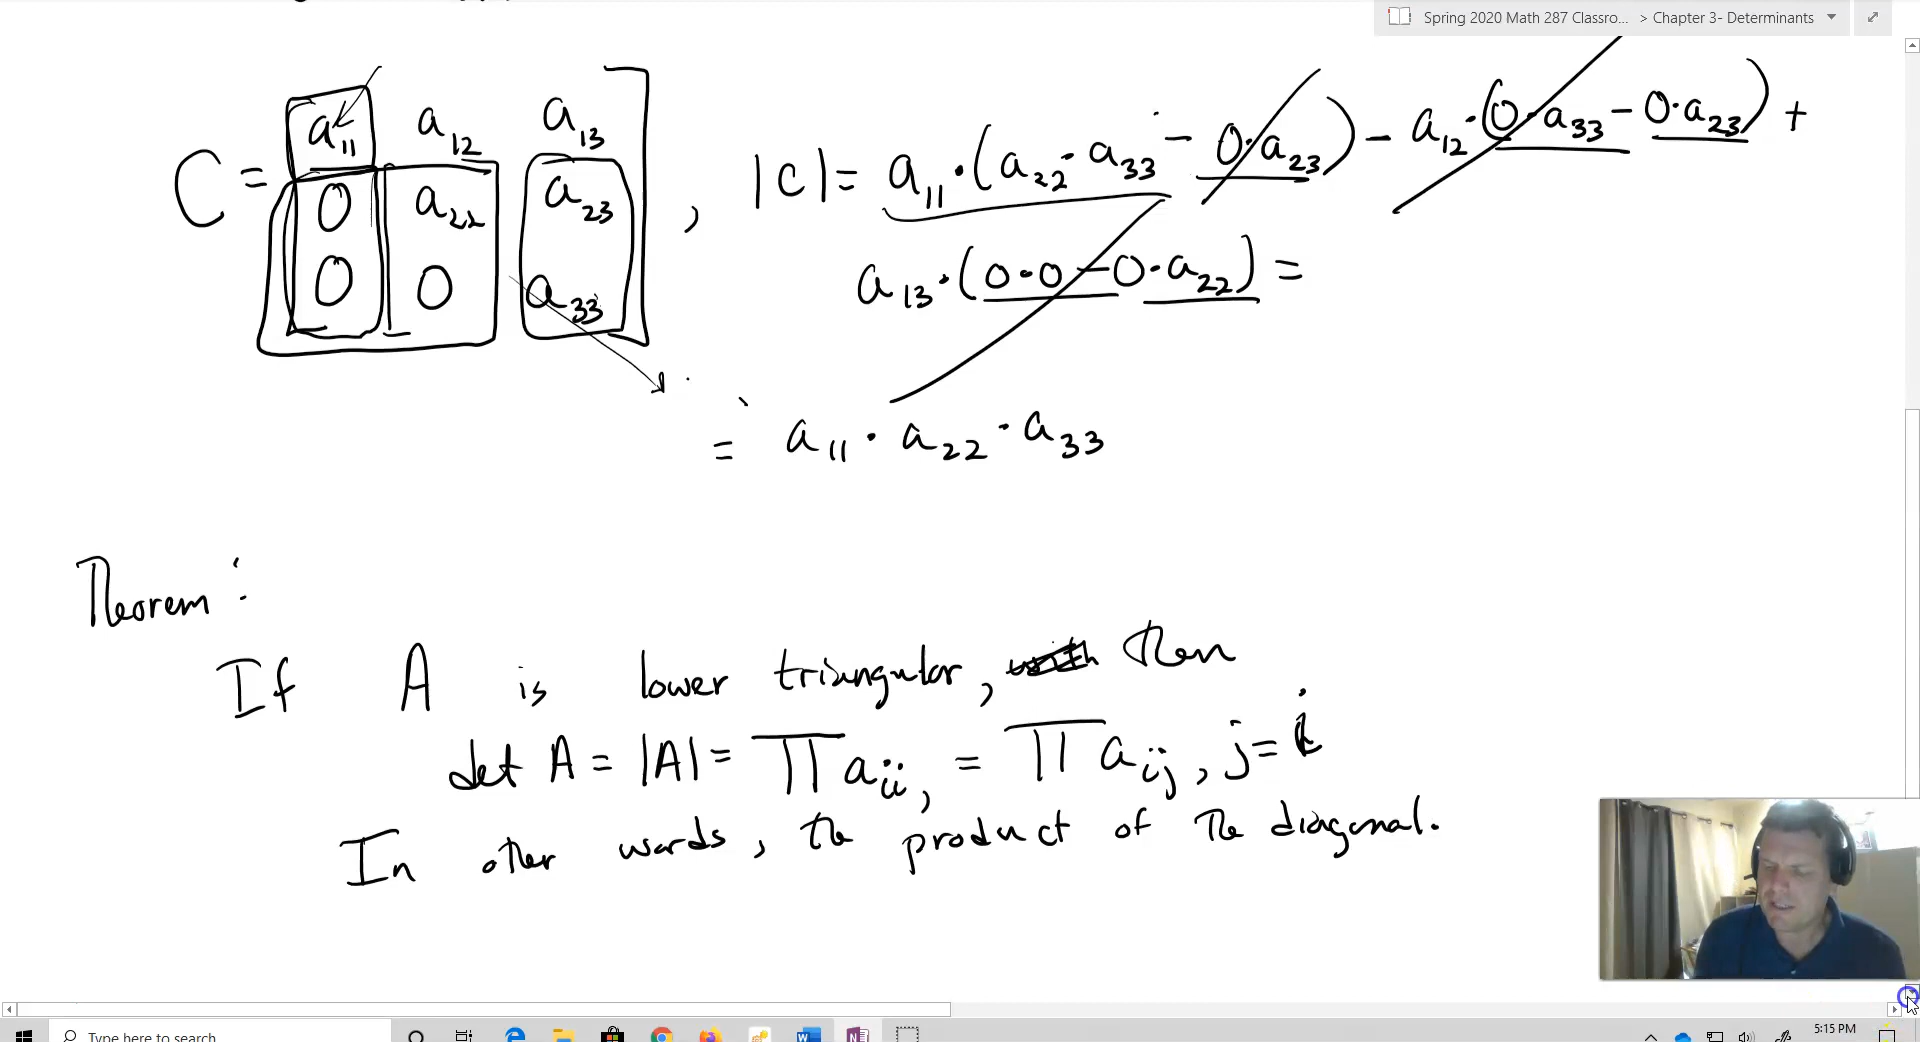 Spring 2020 Math 287 Classro... > Chapter 3- Determinants
C = [ a₁₁ a₁₂ a₁₃
0 a₂₂ a₂₃
0 0 a₃₃ ] , |C| = a₁₁·(a₂₂·a₃₃ - 0·a₂₃) - a₁₂·(0·a₃₃ - 0·a₂₃) +
a₁₃·(0·0 - 0·a₂₂) =
= a₁₁·a₂₂·a₃₃
Theorem:
If A is lower triangular, with then
det A = |A| = ∏ aᵢᵢ, = ∏ aᵢⱼ, j = i
In other words, the product of the diagonal.
Type here to search
5:15 PM